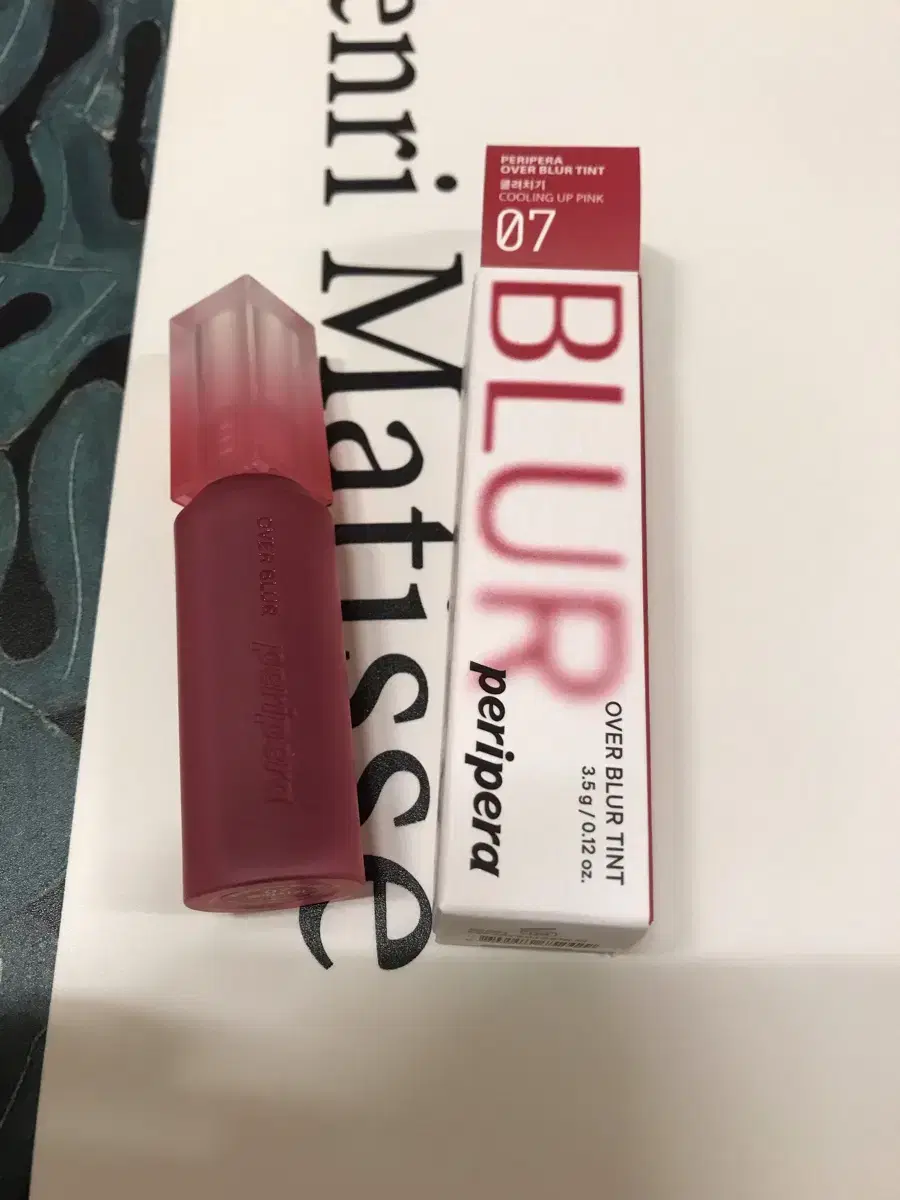 enri Matisse
PERIPERA
OVER BLUR TINT
쿨려치기
COOLING UP PINK
07
BLUR
peripera
OVER BLUR TINT
3.5 g / 0.12 oz.
OVER BLUR
peripera